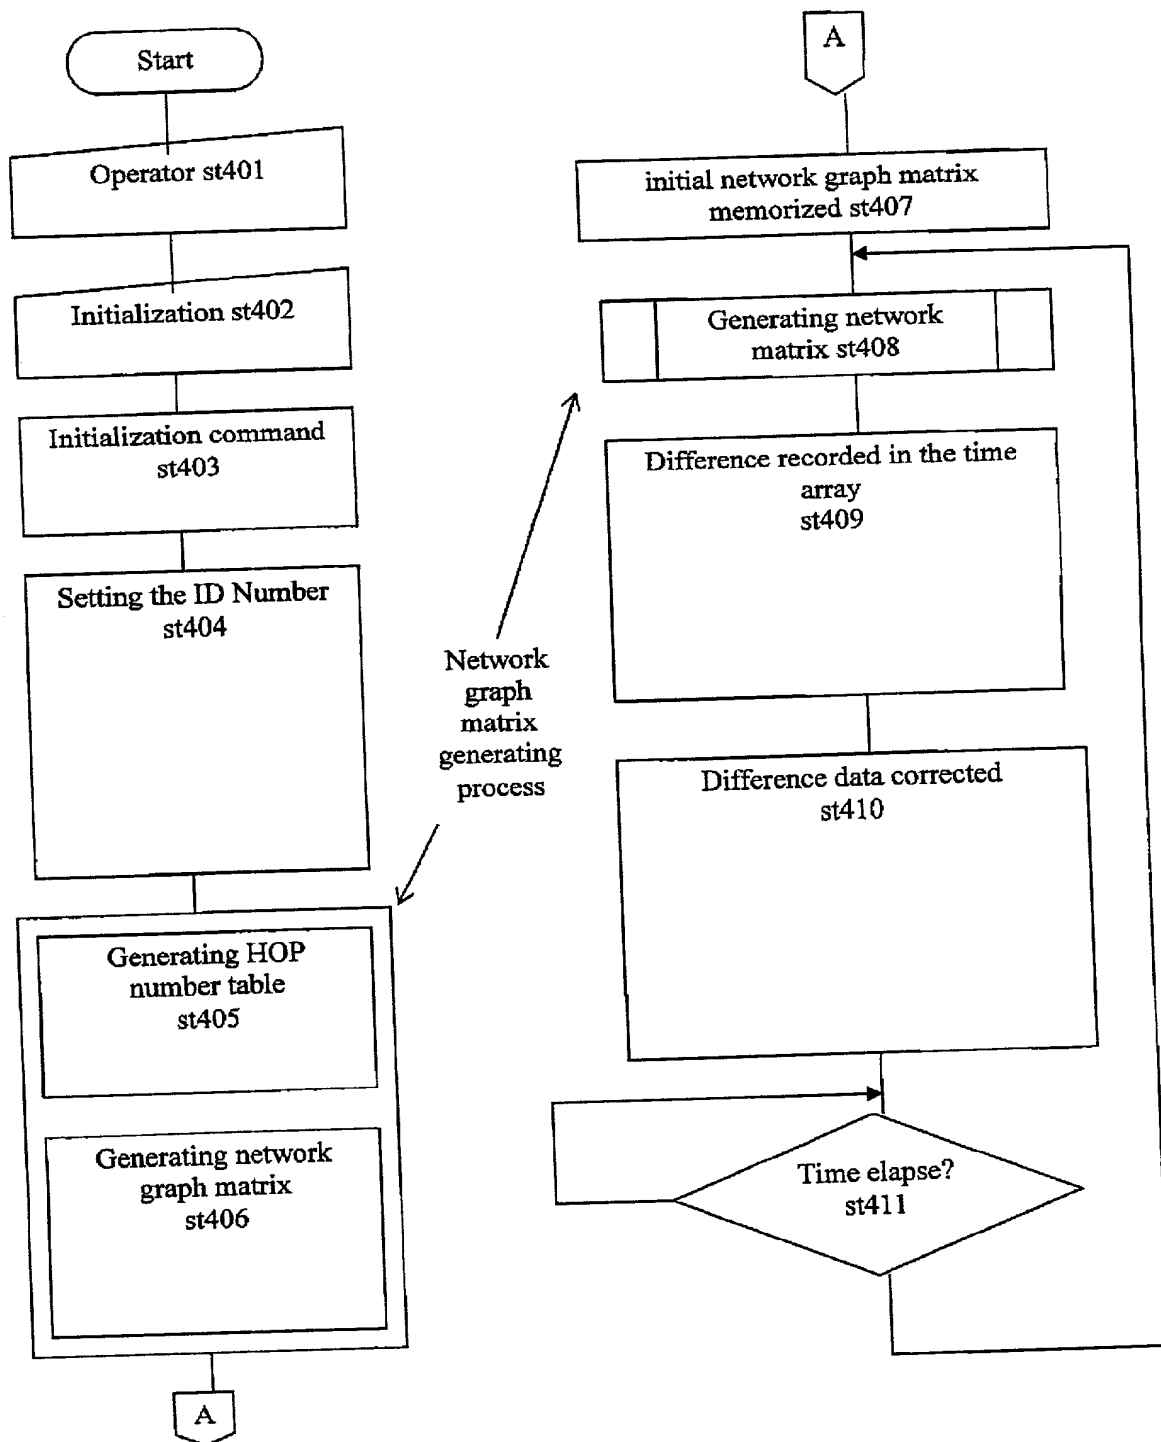 Start
Operator st401
Initialization st402
Initialization command
st403
Setting the ID Number
st404
Generating HOP
number table
st405
Generating network
graph matrix
st406
A
Network
graph
matrix
generating
process
A
initial network graph matrix
memorized st407
Generating network
matrix st408
Difference recorded in the time
array
st409
Difference data corrected
st410
Time elapse?
st411